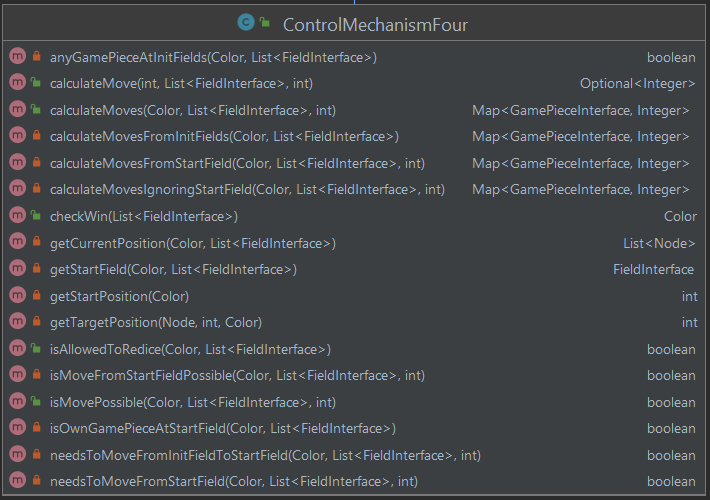 ControlMechanismFour
anyGamePieceAtInitFields(Color, List<FieldInterface>) boolean
calculateMove(int, List<FieldInterface>, int) Optional<Integer>
calculateMoves(Color, List<FieldInterface>, int) Map<GamePieceInterface, Integer>
calculateMovesFromInitFields(Color, List<FieldInterface>) Map<GamePieceInterface, Integer>
calculateMovesFromStartField(Color, List<FieldInterface>, int) Map<GamePieceInterface, Integer>
calculateMovesIgnoringStartField(Color, List<FieldInterface>, int) Map<GamePieceInterface, Integer>
checkWin(List<FieldInterface>) Color
getCurrentPosition(Color, List<FieldInterface>) List<Node>
getStartField(Color, List<FieldInterface>) FieldInterface
getStartPosition(Color) int
getTargetPosition(Node, int, Color) int
isAllowedToRedice(Color, List<FieldInterface>) boolean
isMoveFromStartFieldPossible(Color, List<FieldInterface>, int) boolean
isMovePossible(Color, List<FieldInterface>, int) boolean
isOwnGamePieceAtStartField(Color, List<FieldInterface>) boolean
needsToMoveFromInitFieldToStartField(Color, List<FieldInterface>, int) boolean
needsToMoveFromStartField(Color, List<FieldInterface>, int) boolean